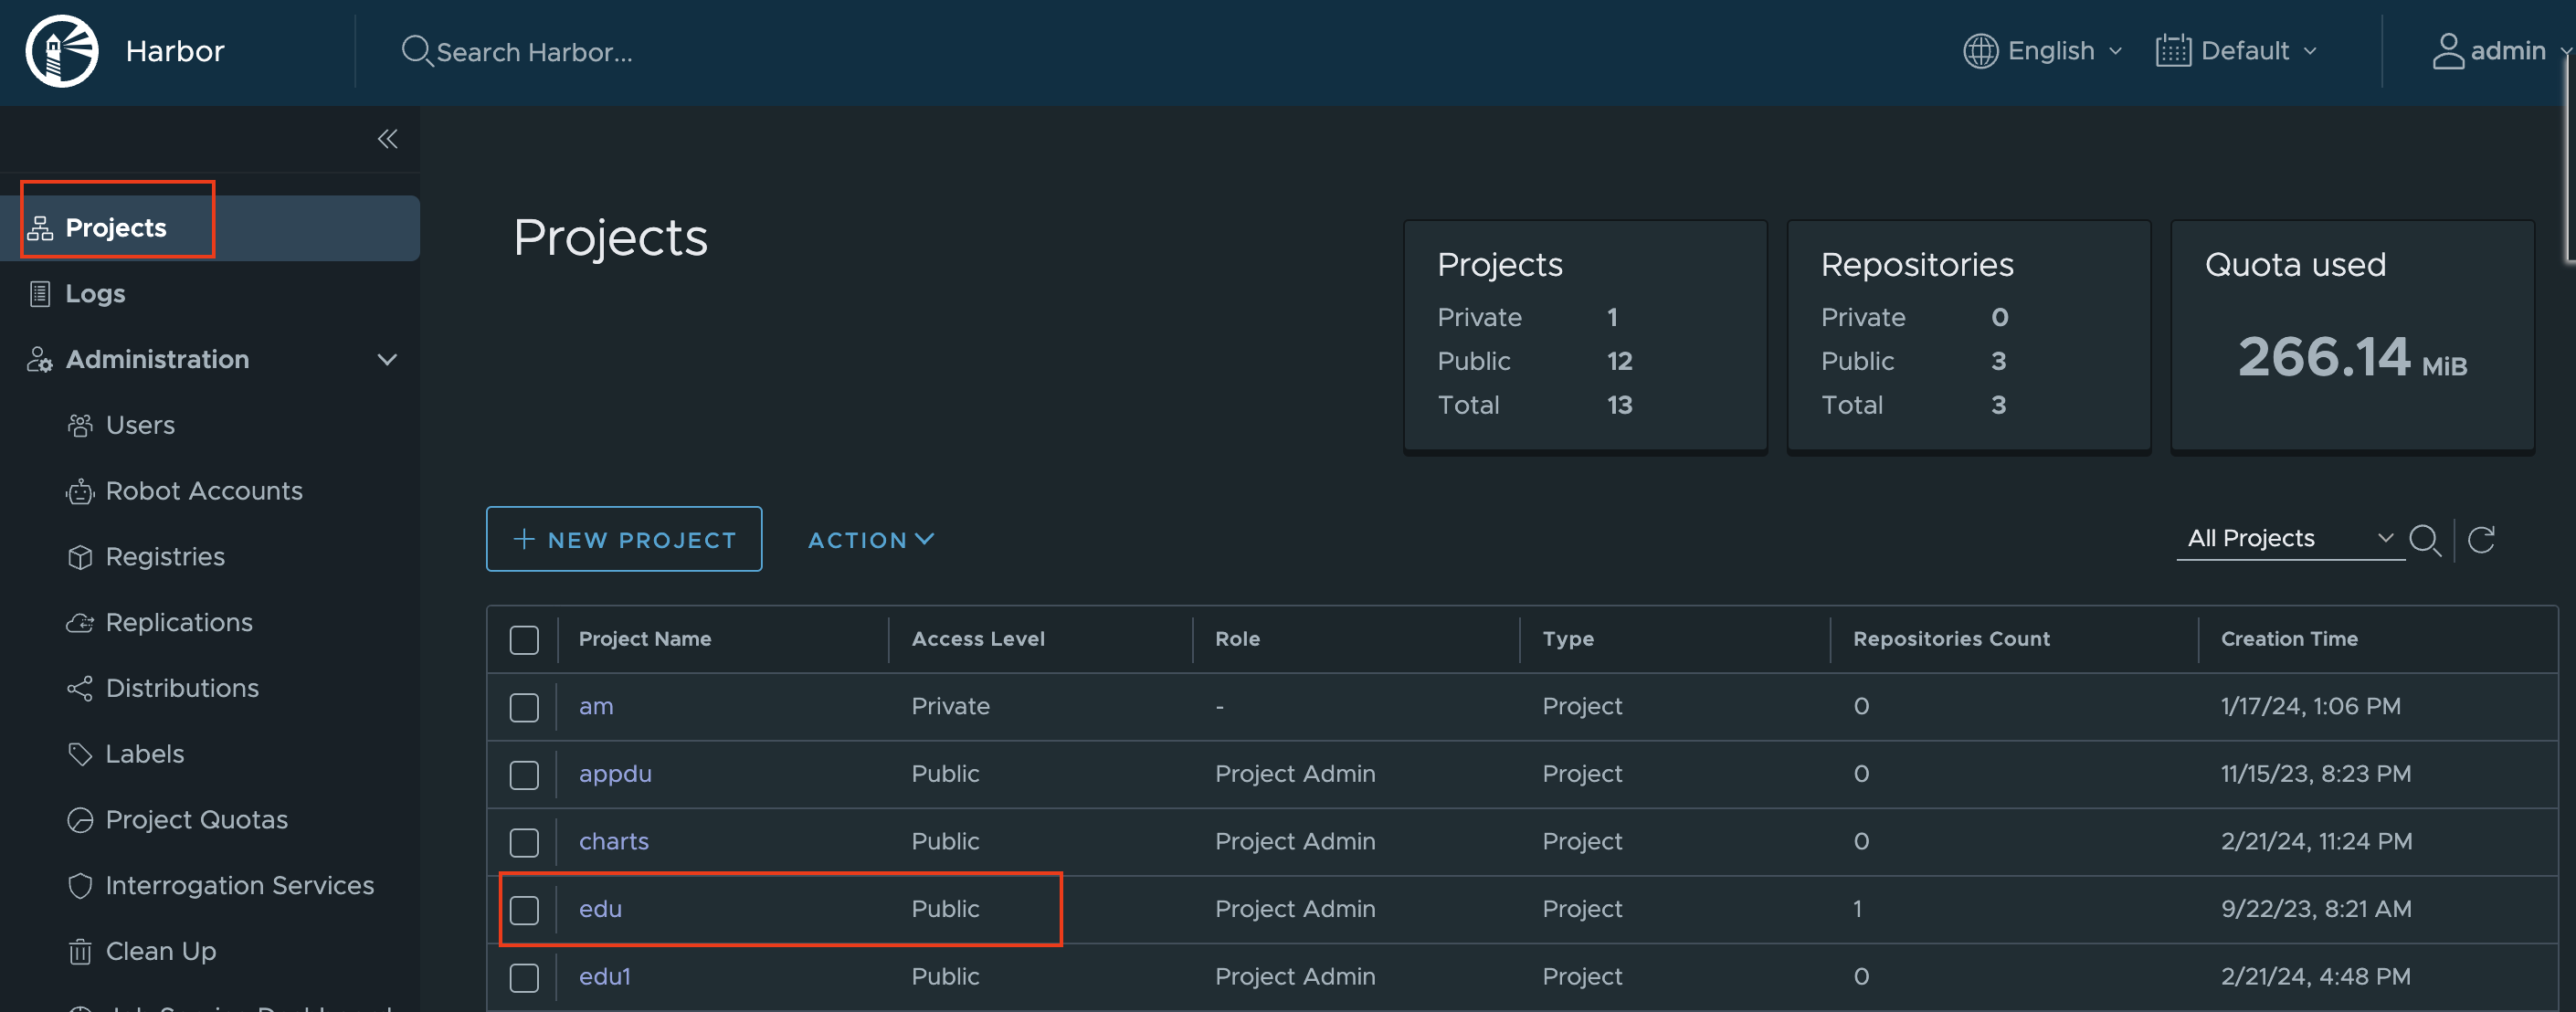 Harbor
Search Harbor...
English
Default
admin
Projects
Logs
Administration
Users
Robot Accounts
Registries
Replications
Distributions
Labels
Project Quotas
Interrogation Services
Clean Up
Projects
Projects
Private 1
Public 12
Total 13
Repositories
Private 0
Public 3
Total 3
Quota used
266.14 MiB
+ NEW PROJECT
ACTION
All Projects
Project Name Access Level Role Type Repositories Count Creation Time
am Private - Project 0 1/17/24, 1:06 PM
appdu Public Project Admin Project 0 11/15/23, 8:23 PM
charts Public Project Admin Project 0 2/21/24, 11:24 PM
edu Public Project Admin Project 1 9/22/23, 8:21 AM
edu1 Public Project Admin Project 0 2/21/24, 4:48 PM